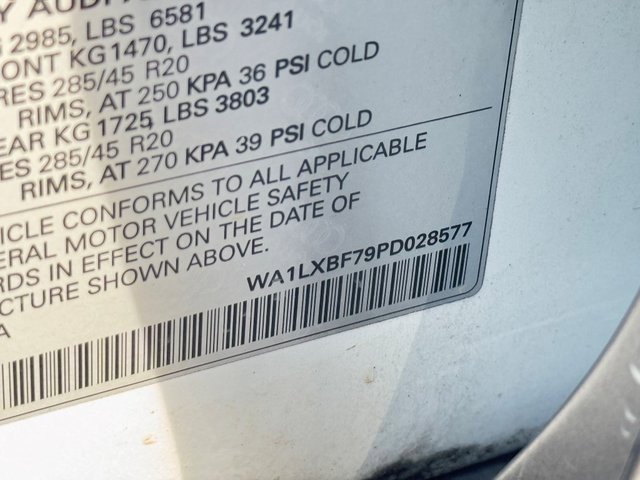 Y AUDI
G 2985, LBS 6581
ONT KG1470, LBS 3241
RES 285/45 R20
RIMS, AT 250 KPA 36 PSI COLD
EAR KG 1725, LBS 3803
ES 285/45 R20
RIMS, AT 270 KPA 39 PSI COLD
ICLE CONFORMS TO ALL APPLICABLE
ERAL MOTOR VEHICLE SAFETY
RDS IN EFFECT ON THE DATE OF
CTURE SHOWN ABOVE.
WA1LXBF79PD028577
A